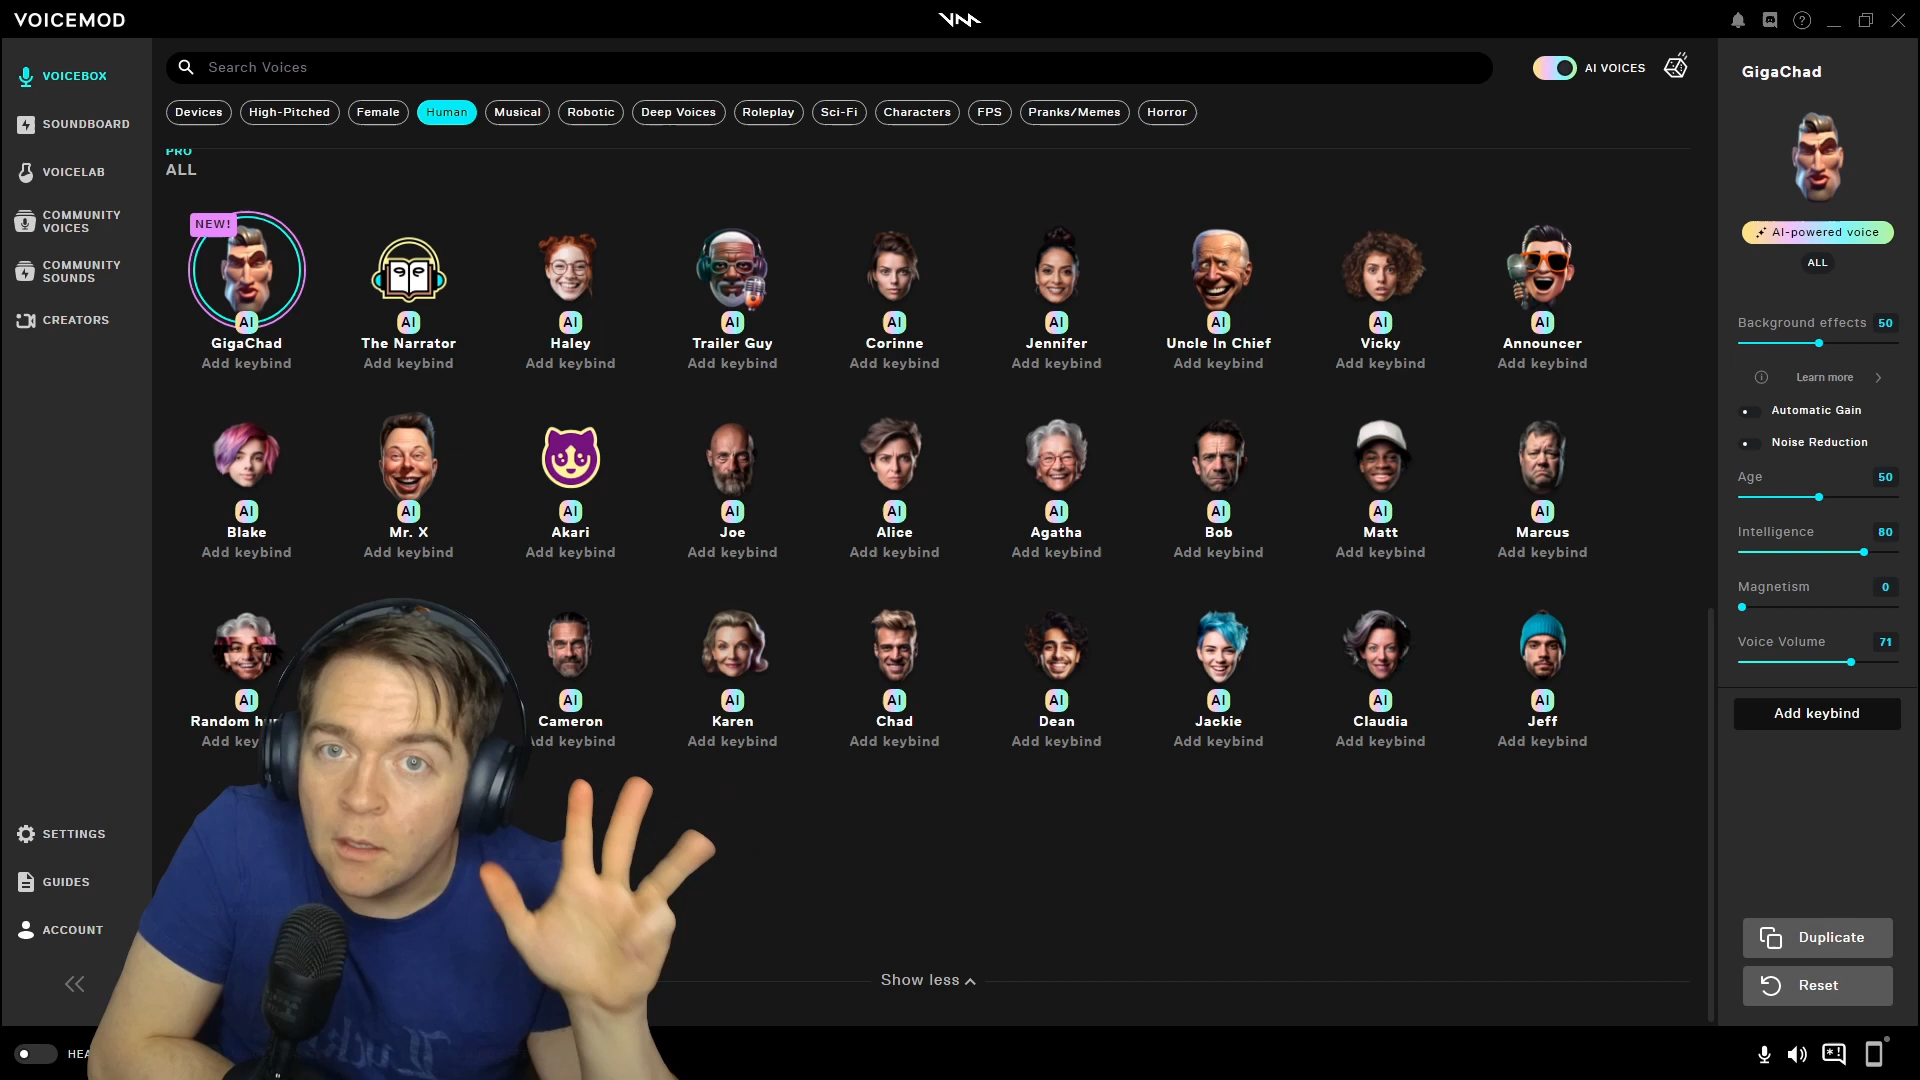 VOICEMOD
VOICEBOX
SOUNDBOARD
VOICELAB
COMMUNITY
VOICES
COMMUNITY
SOUNDS
CREATORS
SETTINGS
GUIDES
ACCOUNT
Search Voices
AI VOICES
Devices High-Pitched Female Human Musical Robotic Deep Voices Roleplay Sci-Fi Characters FPS Pranks/Memes Horror
PRO
ALL
NEW!
AI AI AI AI AI AI AI AI AI
GigaChad The Narrator Haley Trailer Guy Corinne Jennifer Uncle In Chief Vicky Announcer
Add keybind Add keybind Add keybind Add keybind Add keybind Add keybind Add keybind Add keybind Add keybind
AI AI AI AI AI AI AI AI AI
Blake Mr. X Akari Joe Alice Agatha Bob Matt Marcus
Add keybind Add keybind Add keybind Add keybind Add keybind Add keybind Add keybind Add keybind Add keybind
AI AI AI AI AI AI AI AI
Random Cameron Karen Chad Dean Jackie Claudia Jeff
Add Add keybind Add keybind Add keybind Add keybind Add keybind Add keybind Add keybind
Show less
GigaChad
AI-powered voice
ALL
Background effects 50
Learn more
Automatic Gain
Noise Reduction
Age 50
Intelligence 80
Magnetism 0
Voice Volume 71
Add keybind
Duplicate
Reset